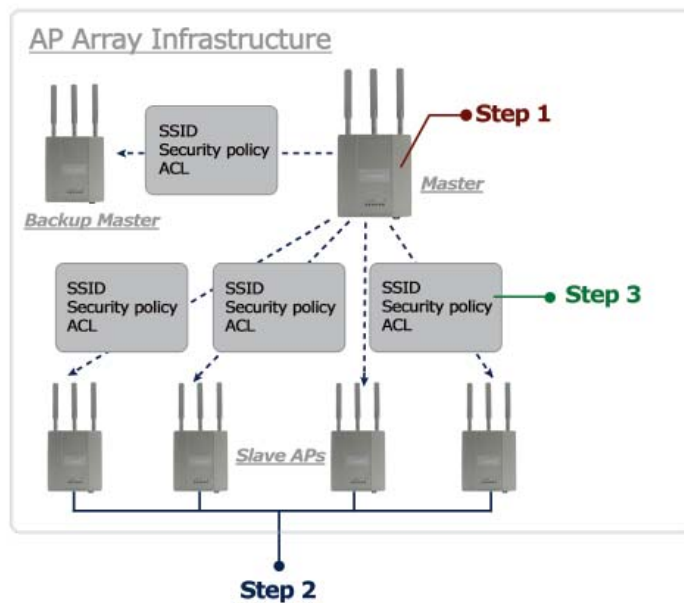 AP Array Infrastructure
SSID
Security policy
ACL
Step 1
Master
Backup Master
SSID
Security policy
ACL
SSID
Security policy
ACL
SSID
Security policy
ACL
Step 3
Slave APs
Step 2